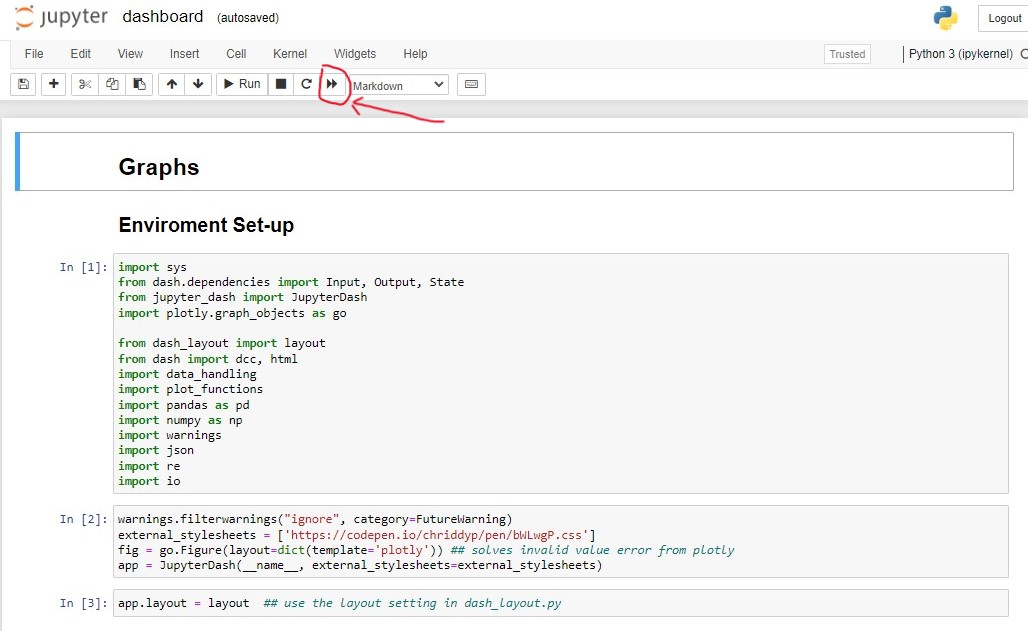 jupyter dashboard (autosaved) Logout
File Edit View Insert Cell Kernel Widgets Help Trusted Python 3 (ipykernel)
Run Markdown
Graphs
Enviroment Set-up
In [1]: import sys
from dash.dependencies import Input, Output, State
from jupyter_dash import JupyterDash
import plotly.graph_objects as go
from dash_layout import layout
from dash import dcc, html
import data_handling
import plot_functions
import pandas as pd
import numpy as np
import warnings
import json
import re
import io
In [2]: warnings.filterwarnings("ignore", category=FutureWarning)
external_stylesheets = ['https://codepen.io/chriddyp/pen/bWLwgP.css']
fig = go.Figure(layout=dict(template='plotly')) ## solves invalid value error from plotly
app = JupyterDash(__name__, external_stylesheets=external_stylesheets)
In [3]: app.layout = layout  ## use the layout setting in dash_layout.py